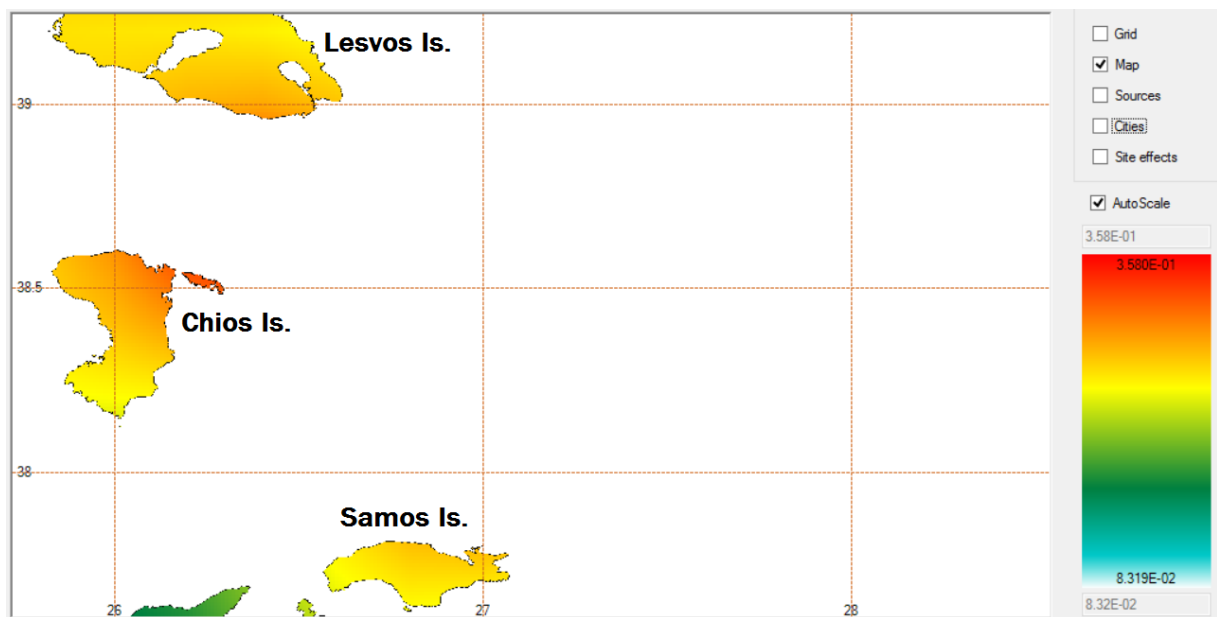 Lesvos Is.
39
38.5
Chios Is.
38
Samos Is.
26
27
28
Grid
Map
Sources
Cities
Site effects
AutoScale
3.58E-01
3.580E-01
8.319E-02
8.32E-02